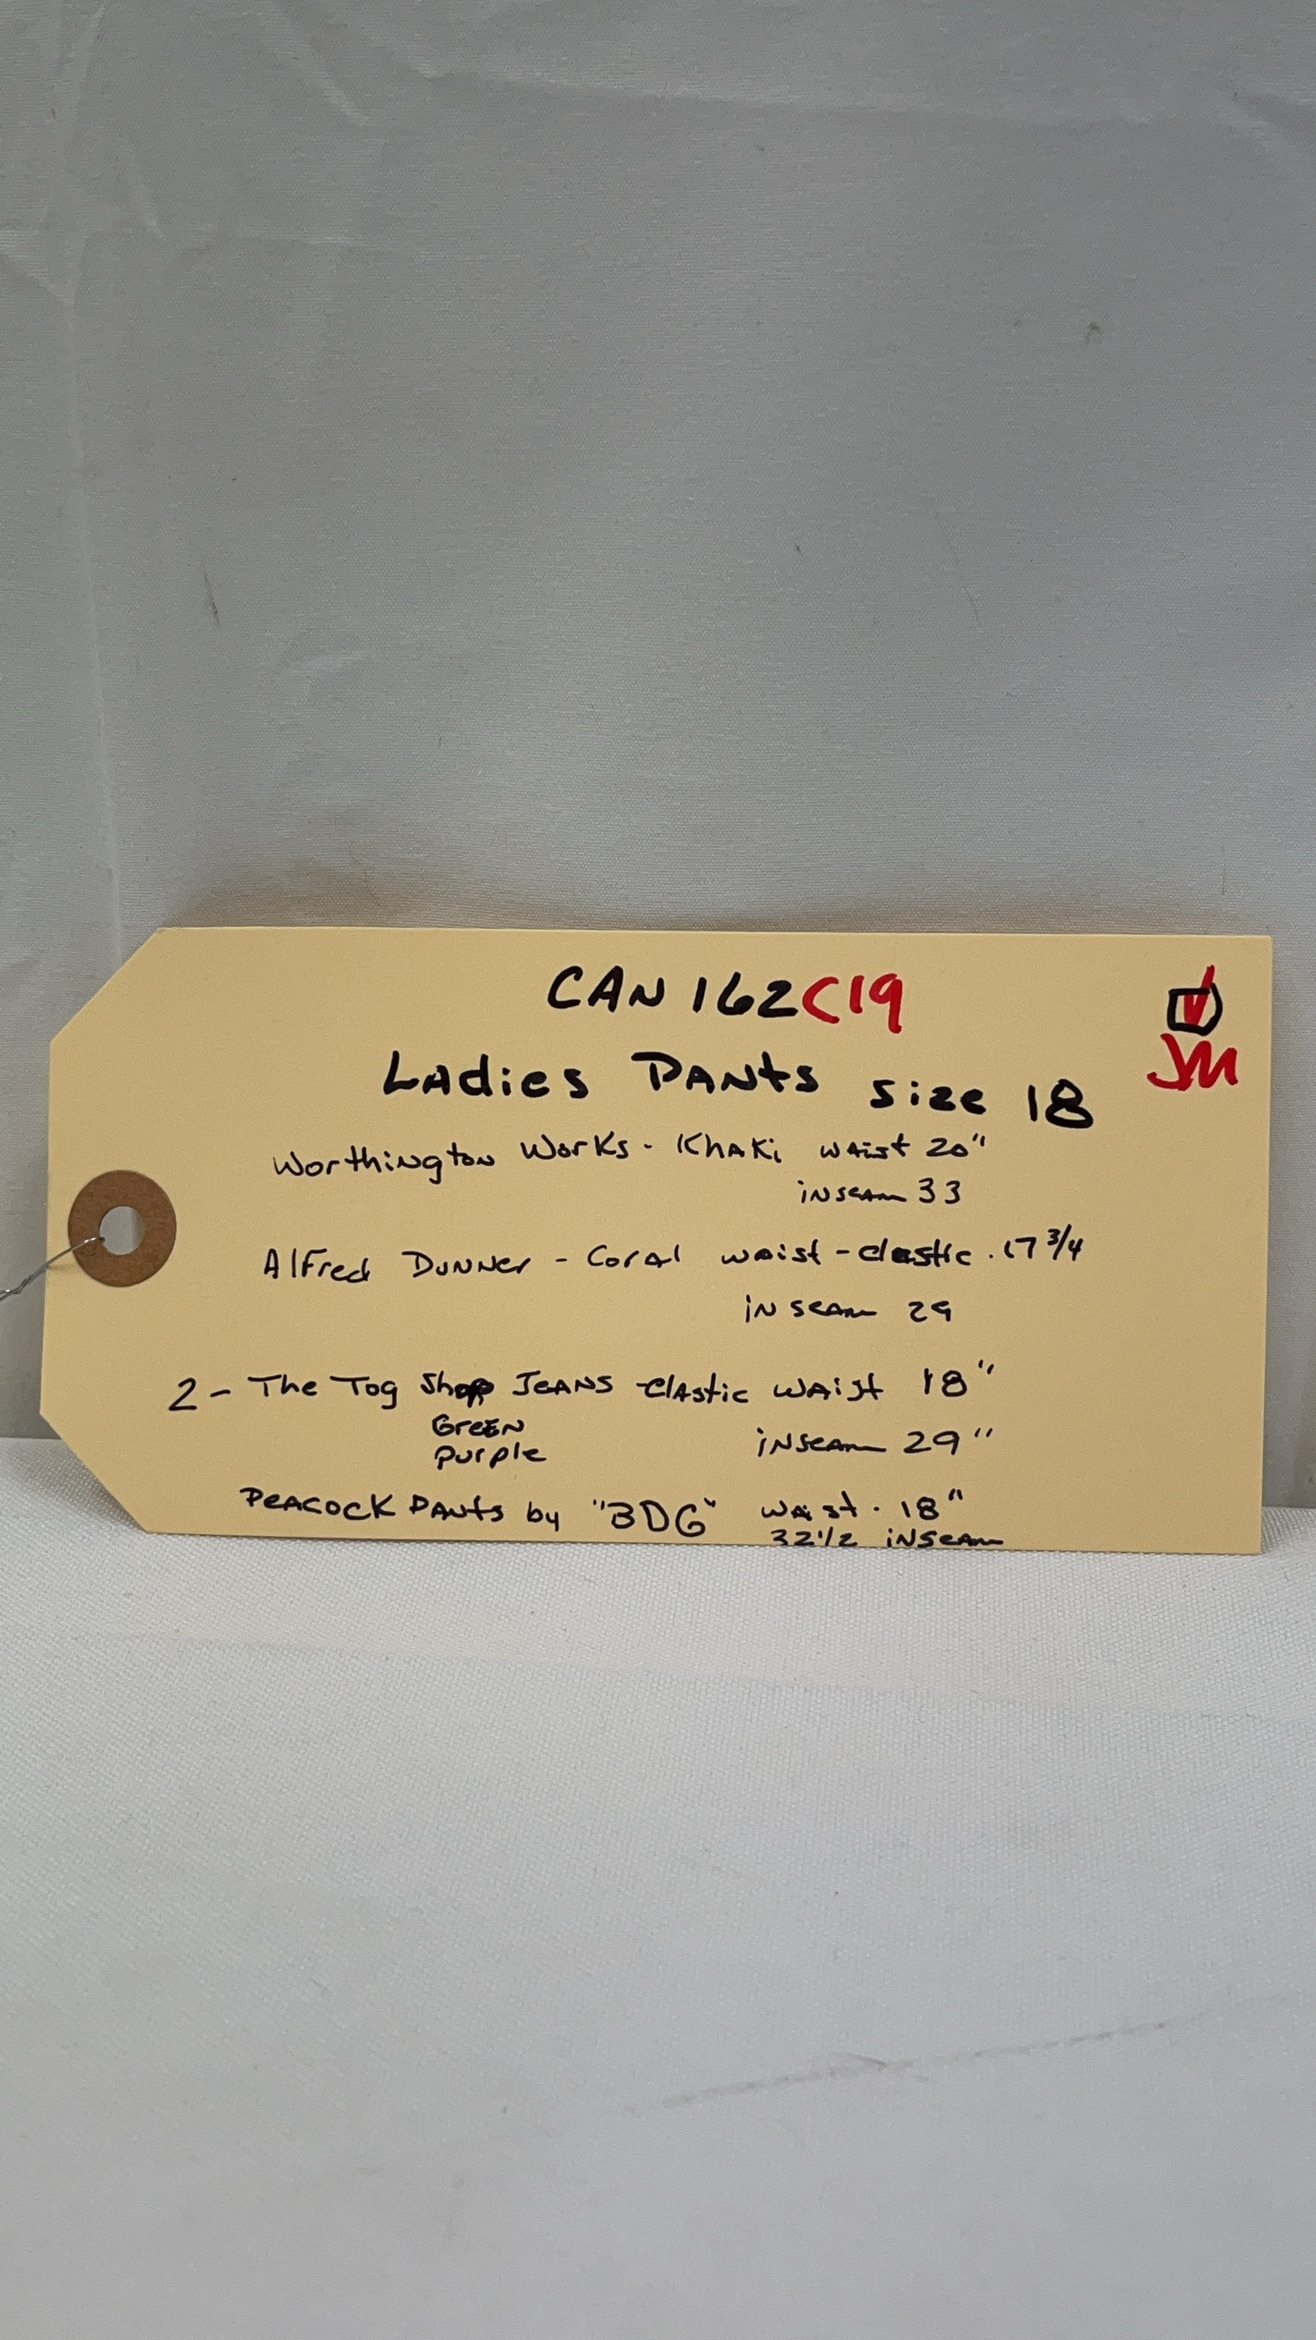 CAN 162C19
JM
Ladies Pants size 18
Worthington Works - Khaki waist 20"
inseam 33
Alfred Dunner - Coral waist - elastic . 17 3/4
inseam 29
2 - The Tog Shop Jeans - elastic waist 18"
Green
Purple
inseam 29"
Peacock Pants by "BDG" waist - 18"
32 1/2 inseam